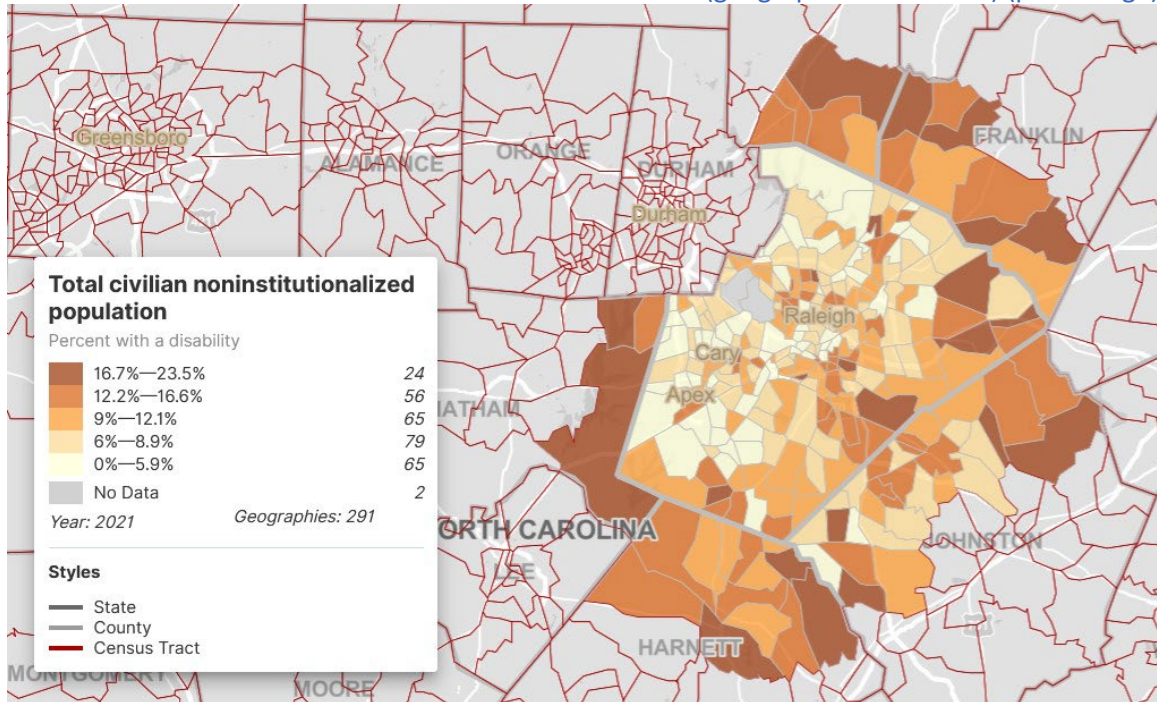 Greensboro
ALAMANCE
ORANGE
DURHAM
Durham
FRANKLIN
Raleigh
Cary
Apex
ATHAM
ORTH CAROLINA
LEE
JOHNSTON
HARNETT
MONTGOMERY
MOORE
Total civilian noninstitutionalized
population
Percent with a disability
16.7%—23.5% 24
12.2%—16.6% 56
9%—12.1% 65
6%—8.9% 79
0%—5.9% 65
No Data 2
Year: 2021 Geographies: 291
Styles
State
County
Census Tract